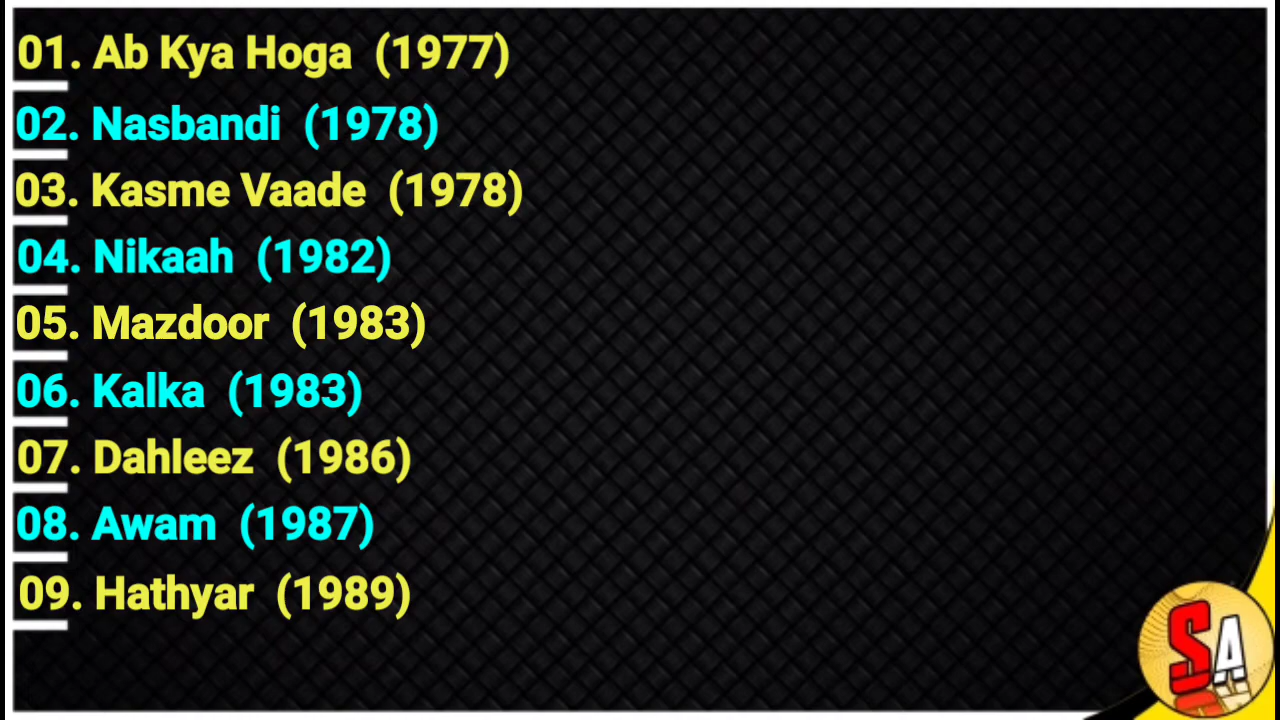 01. Ab Kya Hoga (1977)
02. Nasbandi (1978)
03. Kasme Vaade (1978)
04. Nikaah (1982)
05. Mazdoor (1983)
06. Kalka (1983)
07. Dahleez (1986)
08. Awam (1987)
09. Hathyar (1989)
SA